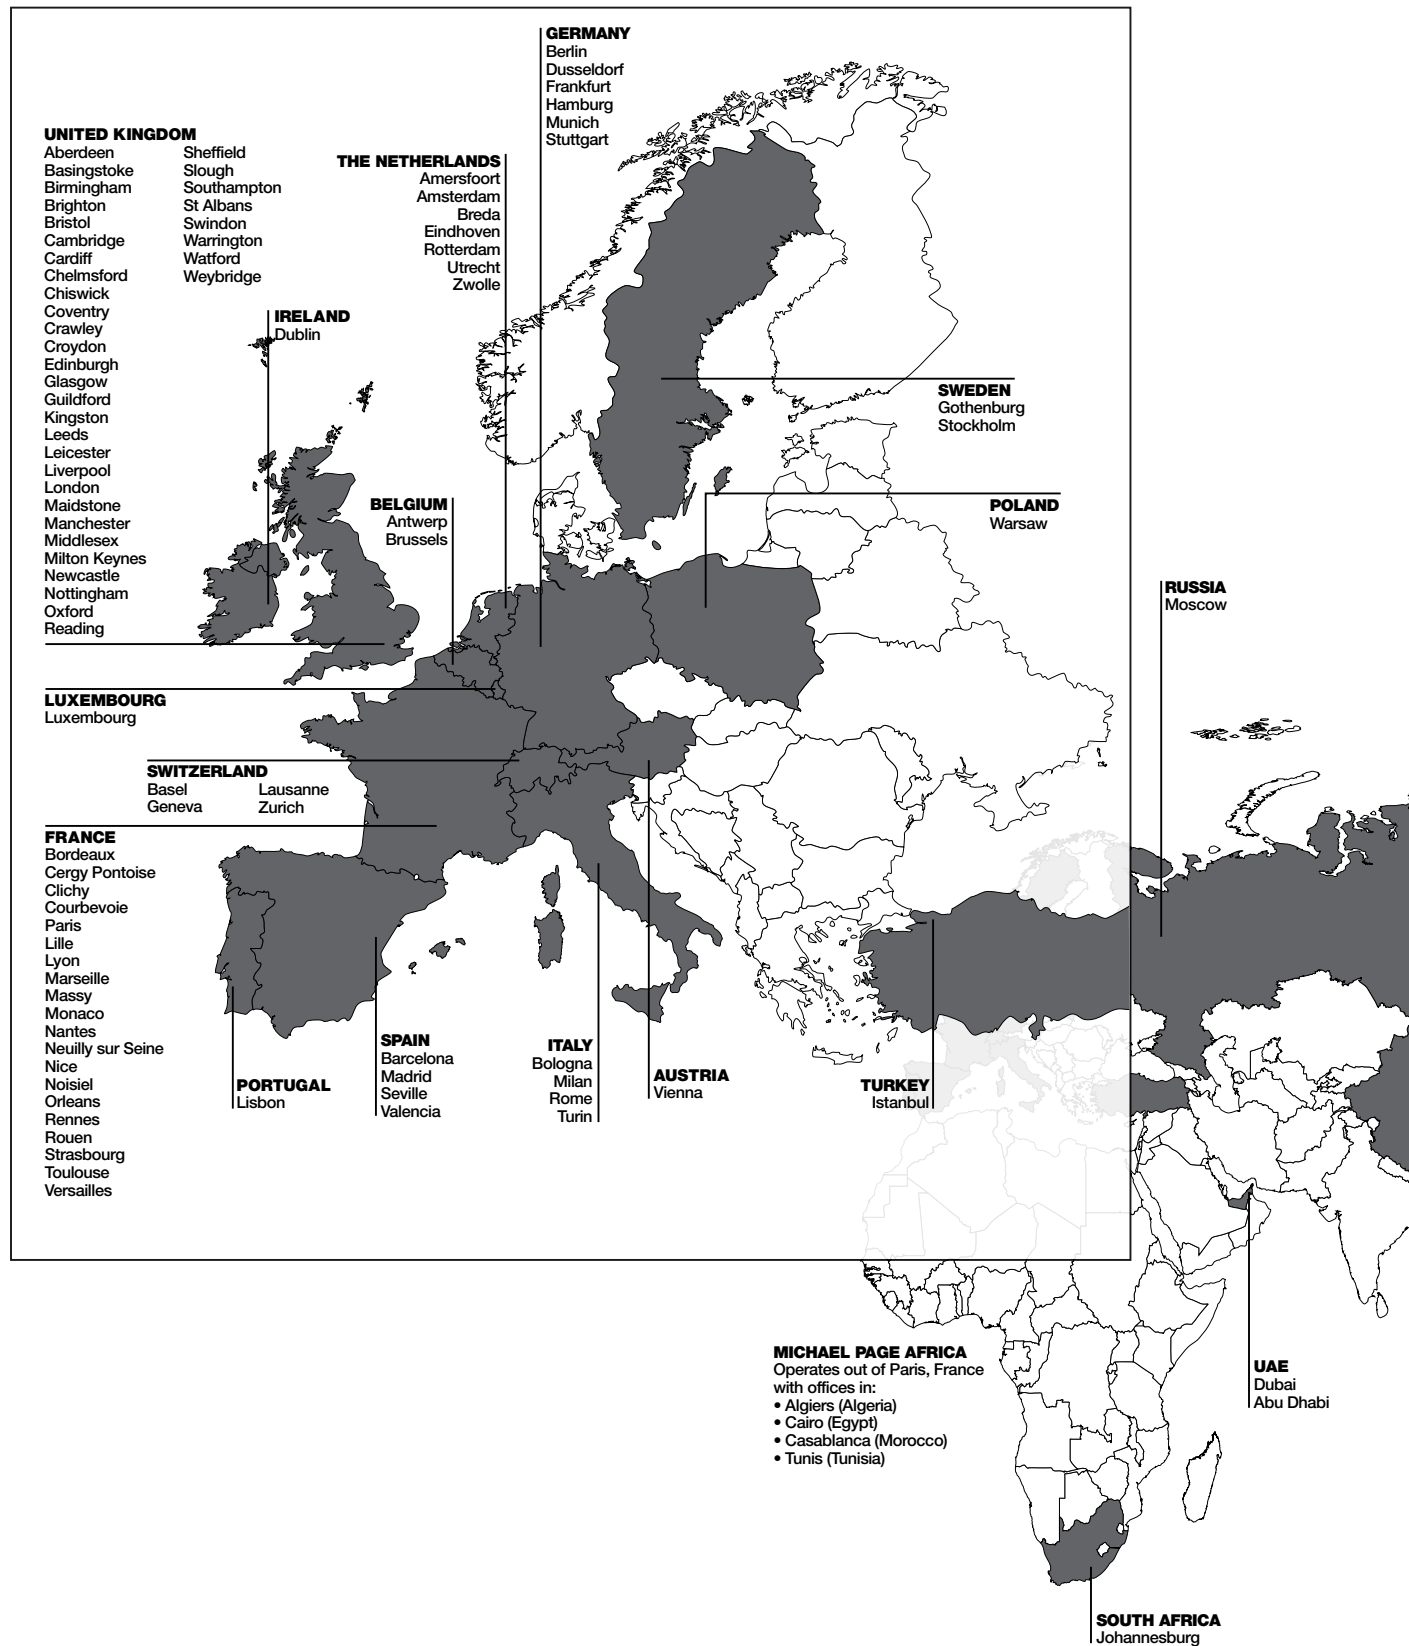 GERMANY
Berlin
Dusseldorf
Frankfurt
Hamburg
Munich
Stuttgart
UNITED KINGDOM
Aberdeen
Basingstoke
Birmingham
Brighton
Bristol
Cambridge
Cardiff
Chelmsford
Chiswick
Coventry
Crawley
Croydon
Edinburgh
Glasgow
Guildford
Kingston
Leeds
Leicester
Liverpool
London
Maidstone
Manchester
Middlesex
Milton Keynes
Newcastle
Nottingham
Oxford
Reading
Sheffield
Slough
Southampton
St Albans
Swindon
Warrington
Watford
Weybridge
THE NETHERLANDS
Amersfoort
Amsterdam
Breda
Eindhoven
Rotterdam
Utrecht
Zwolle
IRELAND
Dublin
SWEDEN
Gothenburg
Stockholm
BELGIUM
Antwerp
Brussels
POLAND
Warsaw
RUSSIA
Moscow
LUXEMBOURG
Luxembourg
SWITZERLAND
Basel
Geneva
Lausanne
Zurich
FRANCE
Bordeaux
Cergy Pontoise
Clichy
Courbevoie
Paris
Lille
Lyon
Marseille
Massy
Monaco
Nantes
Neuilly sur Seine
Nice
Noisiel
Orleans
Rennes
Rouen
Strasbourg
Toulouse
Versailles
PORTUGAL
Lisbon
SPAIN
Barcelona
Madrid
Seville
Valencia
ITALY
Bologna
Milan
Rome
Turin
AUSTRIA
Vienna
TURKEY
Istanbul
MICHAEL PAGE AFRICA
Operates out of Paris, France
with offices in:
• Algiers (Algeria)
• Cairo (Egypt)
• Casablanca (Morocco)
• Tunis (Tunisia)
UAE
Dubai
Abu Dhabi
SOUTH AFRICA
Johannesburg